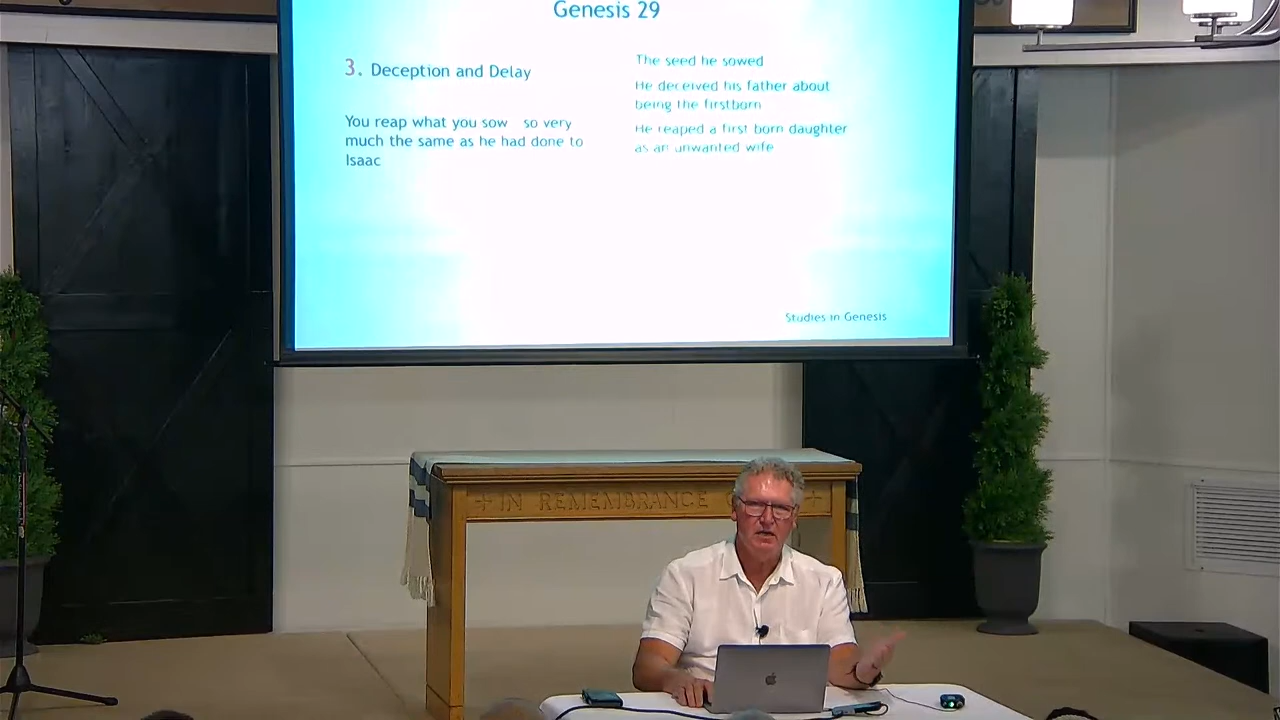 Genesis 29
3. Deception and Delay
You reap what you sow so very
much the same as he had done to
Isaac
The seed he sowed
He deceived his father about
being the firstborn
He reaped a first born daughter
as an unwanted wife
Studies in Genesis
IN REMEMBRANCE